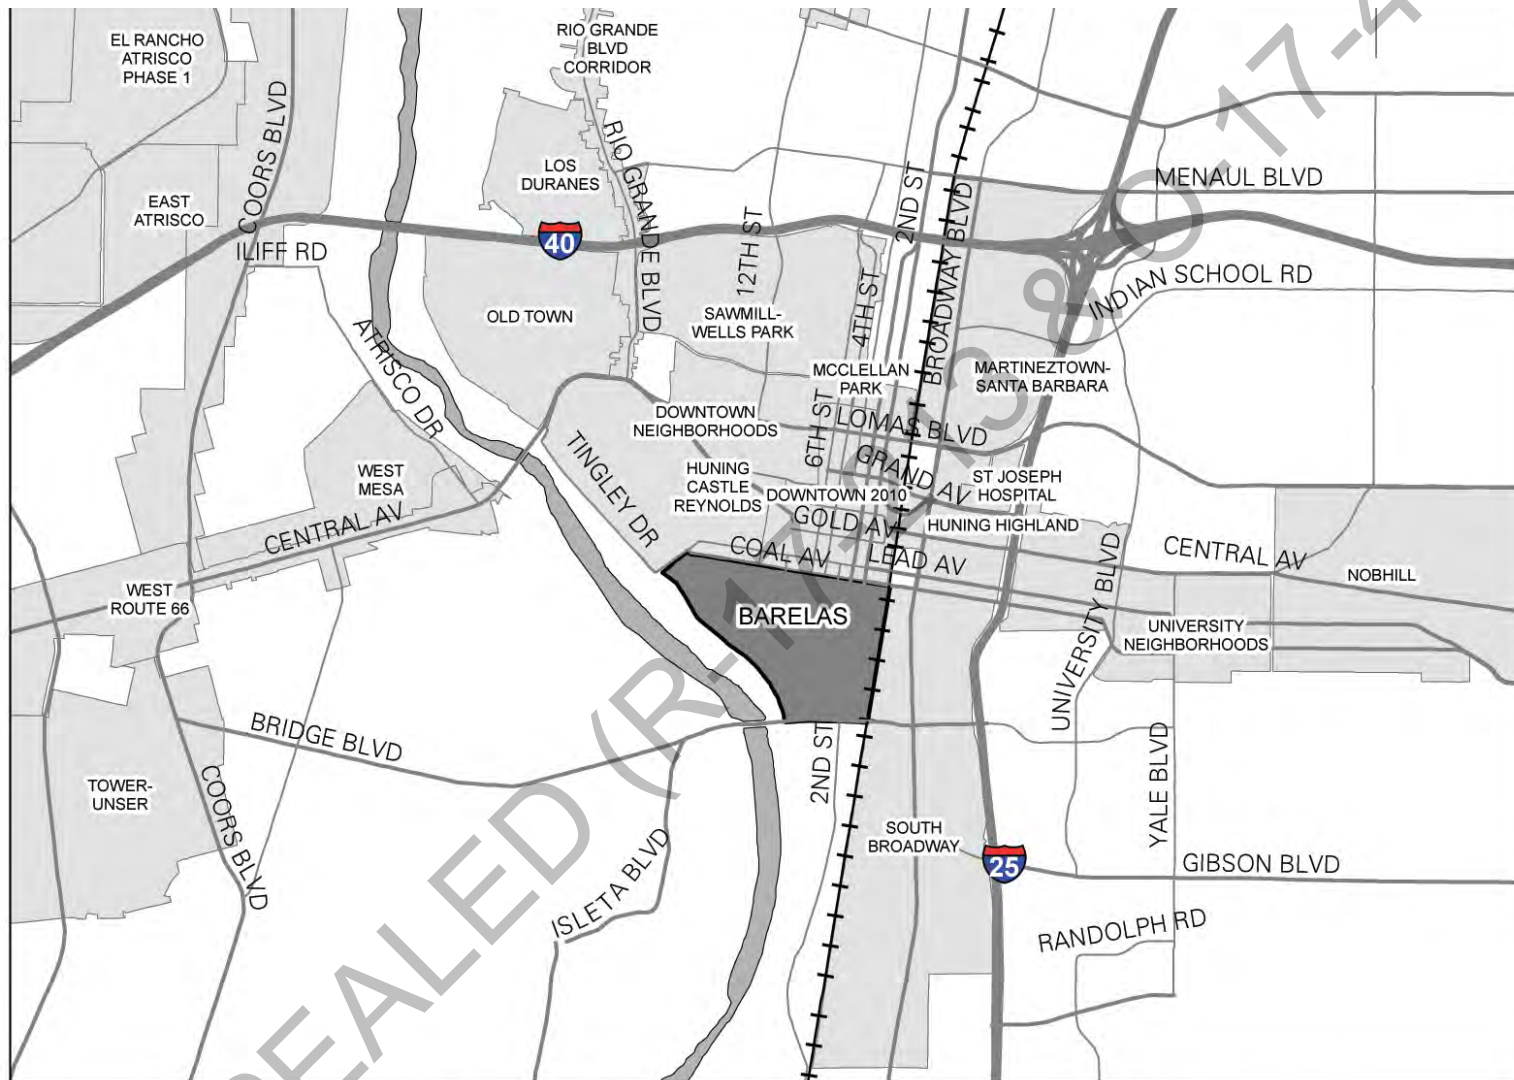 EL RANCHO
ATRISCO
PHASE 1
COORS BLVD
RIO GRANDE
BLVD
CORRIDOR
RIO GRANDE BLVD
LOS
DURANES
EAST
ATRISCO
ILIFF RD
40
MENAUL BLVD
2ND ST
BROADWAY BLVD
12TH ST
4TH ST
INDIAN SCHOOL RD
OLD TOWN
SAWMILL-
WELLS PARK
ATRISCO DR
MCCLELLAN
PARK
MARTINEZTOWN-
SANTA BARBARA
DOWNTOWN
NEIGHBORHOODS
6TH ST
LOMAS BLVD
TINGLEY DR
GRAND AV
WEST
MESA
HUNING
CASTLE
REYNOLDS
DOWNTOWN 2010
ST JOSEPH
HOSPITAL
CENTRAL AV
GOLD AV
HUNING HIGHLAND
COAL AV
LEAD AV
CENTRAL AV
UNIVERSITY BLVD
NOBHILL
WEST
ROUTE 66
BARELAS
UNIVERSITY
NEIGHBORHOODS
BRIDGE BLVD
2ND ST
YALE BLVD
TOWER-
UNSER
COORS BLVD
ISLETA BLVD
SOUTH
BROADWAY
25
GIBSON BLVD
RANDOLPH RD